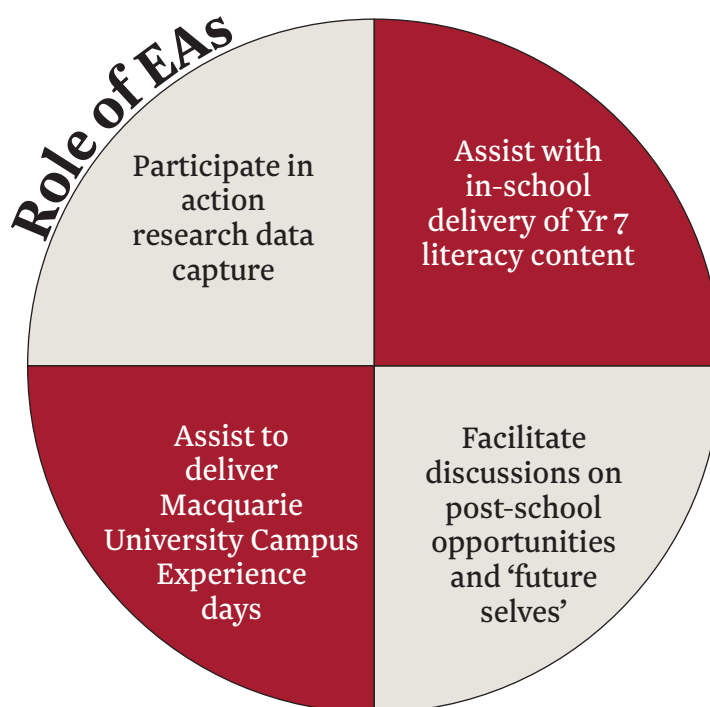 Role of EAs
Participate in
action
research data
capture
Assist with
in-school
delivery of Yr 7
literacy content
Assist to
deliver
Macquarie
University Campus
Experience
days
Facilitate
discussions on
post-school
opportunities
and ‘future
selves’